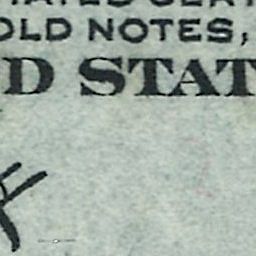 OLD NOTES,
D STAT